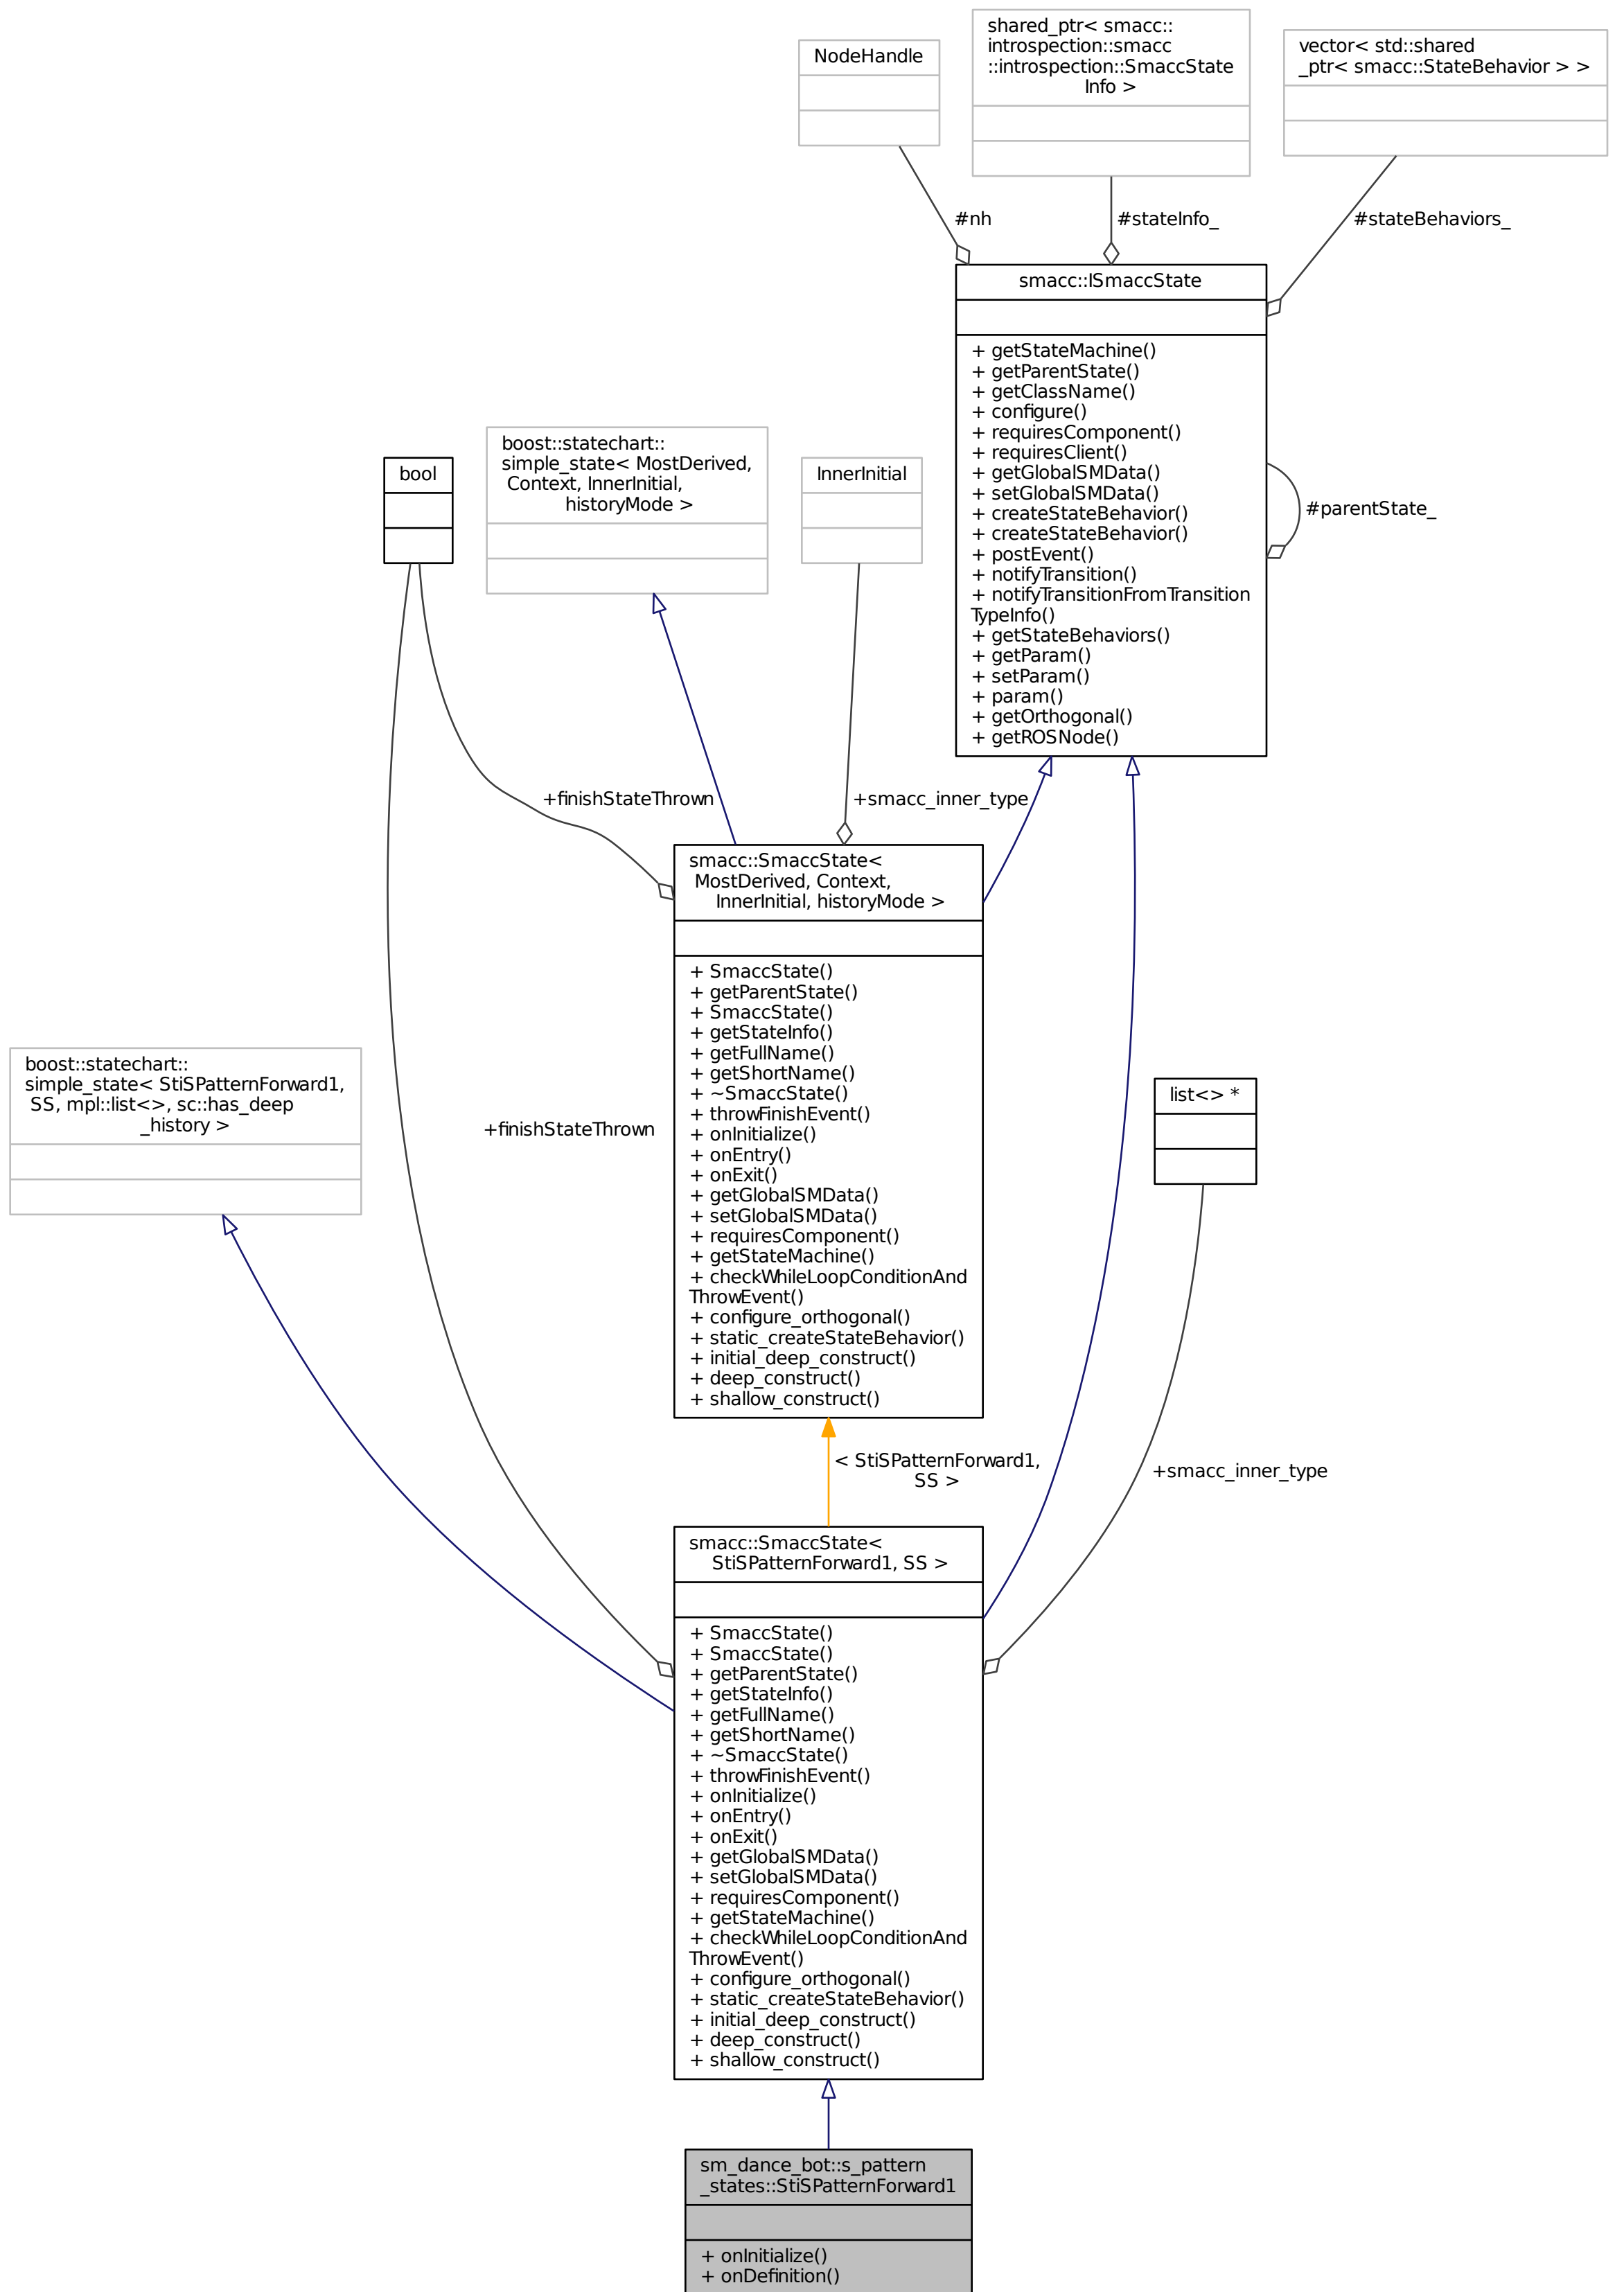 shared_ptr< smacc::
introspection::smacc
::introspection::SmaccState
Info >
vector< std::shared
_ptr< smacc::StateBehavior > >
NodeHandle
#nh
#stateInfo_
#stateBehaviors_
smacc::ISmaccState
+ getStateMachine()
+ getParentState()
+ getClassName()
+ configure()
+ requiresComponent()
+ requiresClient()
+ getGlobalSMData()
+ setGlobalSMData()
+ createStateBehavior()
+ createStateBehavior()
+ postEvent()
+ notifyTransition()
+ notifyTransitionFromTransition
TypeInfo()
+ getStateBehaviors()
+ getParam()
+ setParam()
+ param()
+ getOrthogonal()
+ getROSNode()
#parentState_
bool
boost::statechart::
simple_state< MostDerived,
Context, InnerInitial,
historyMode >
InnerInitial
+finishStateThrown
+smacc_inner_type
smacc::SmaccState<
MostDerived, Context,
InnerInitial, historyMode >
+ SmaccState()
+ getParentState()
+ SmaccState()
+ getStateInfo()
+ getFullName()
+ getShortName()
+ ~SmaccState()
+ throwFinishEvent()
+ onInitialize()
+ onEntry()
+ onExit()
+ getGlobalSMData()
+ setGlobalSMData()
+ requiresComponent()
+ getStateMachine()
+ checkWhileLoopConditionAnd
ThrowEvent()
+ configure_orthogonal()
+ static_createStateBehavior()
+ initial_deep_construct()
+ deep_construct()
+ shallow_construct()
boost::statechart::
simple_state< StiSPatternForward1,
SS, mpl::list<>, sc::has_deep
_history >
+finishStateThrown
list<> *
< StiSPatternForward1,
SS >
+smacc_inner_type
smacc::SmaccState<
StiSPatternForward1, SS >
+ SmaccState()
+ SmaccState()
+ getParentState()
+ getStateInfo()
+ getFullName()
+ getShortName()
+ ~SmaccState()
+ throwFinishEvent()
+ onInitialize()
+ onEntry()
+ onExit()
+ getGlobalSMData()
+ setGlobalSMData()
+ requiresComponent()
+ getStateMachine()
+ checkWhileLoopConditionAnd
ThrowEvent()
+ configure_orthogonal()
+ static_createStateBehavior()
+ initial_deep_construct()
+ deep_construct()
+ shallow_construct()
sm_dance_bot::s_pattern
_states::StiSPatternForward1
+ onInitialize()
+ onDefinition()